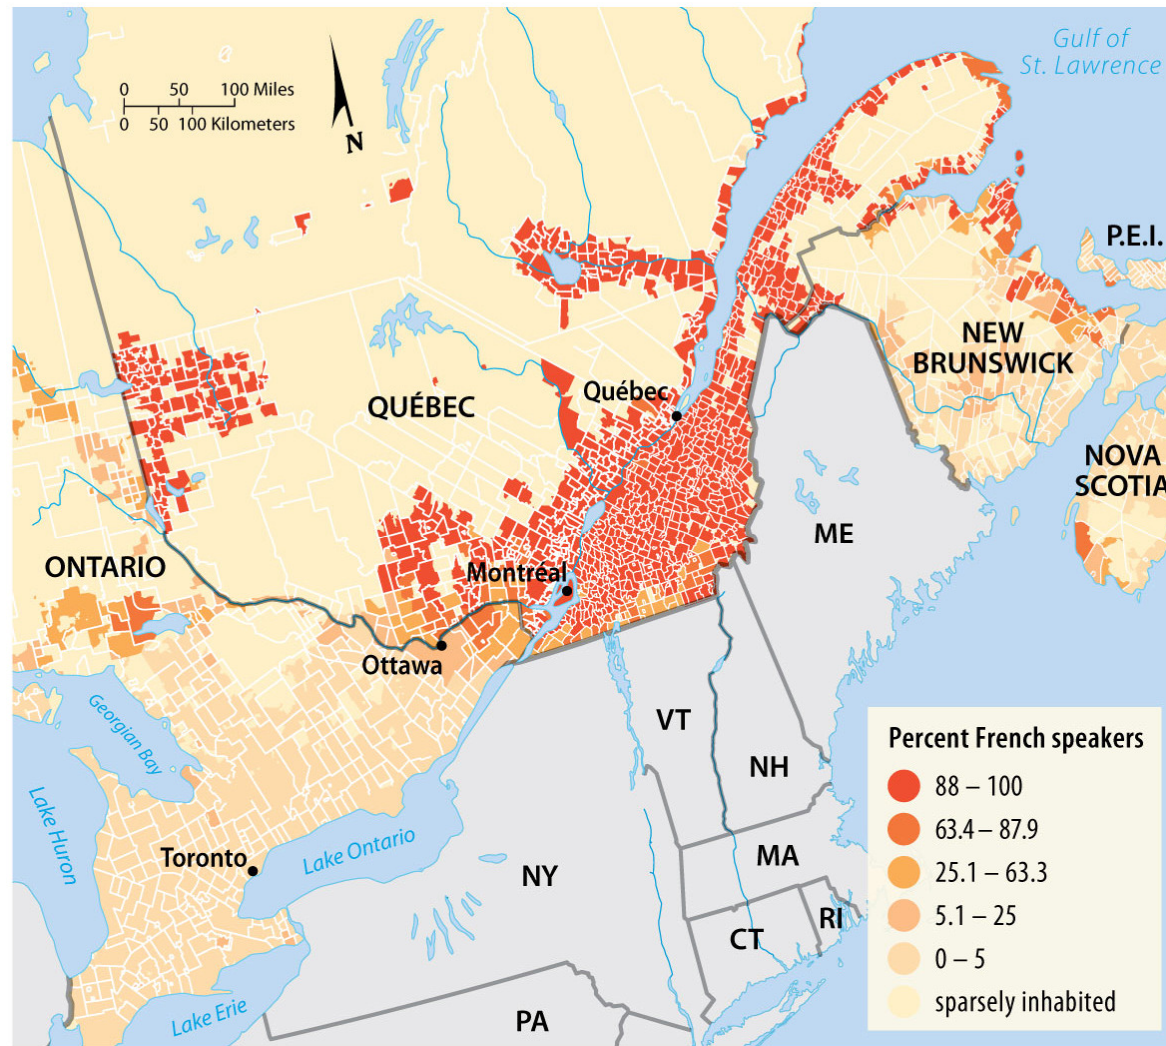 Gulf of
St. Lawrence
0 50 100 Miles
0 50 100 Kilometers
N
P.E.I.
NEW
BRUNSWICK
QUÉBEC
Québec
NOVA
SCOTIA
ME
ONTARIO
Montréal
Ottawa
Georgian Bay
VT
NH
Lake Huron
Toronto
Lake Ontario
NY
MA
CT
RI
Lake Erie
PA
Percent French speakers
88 – 100
63.4 – 87.9
25.1 – 63.3
5.1 – 25
0 – 5
sparsely inhabited